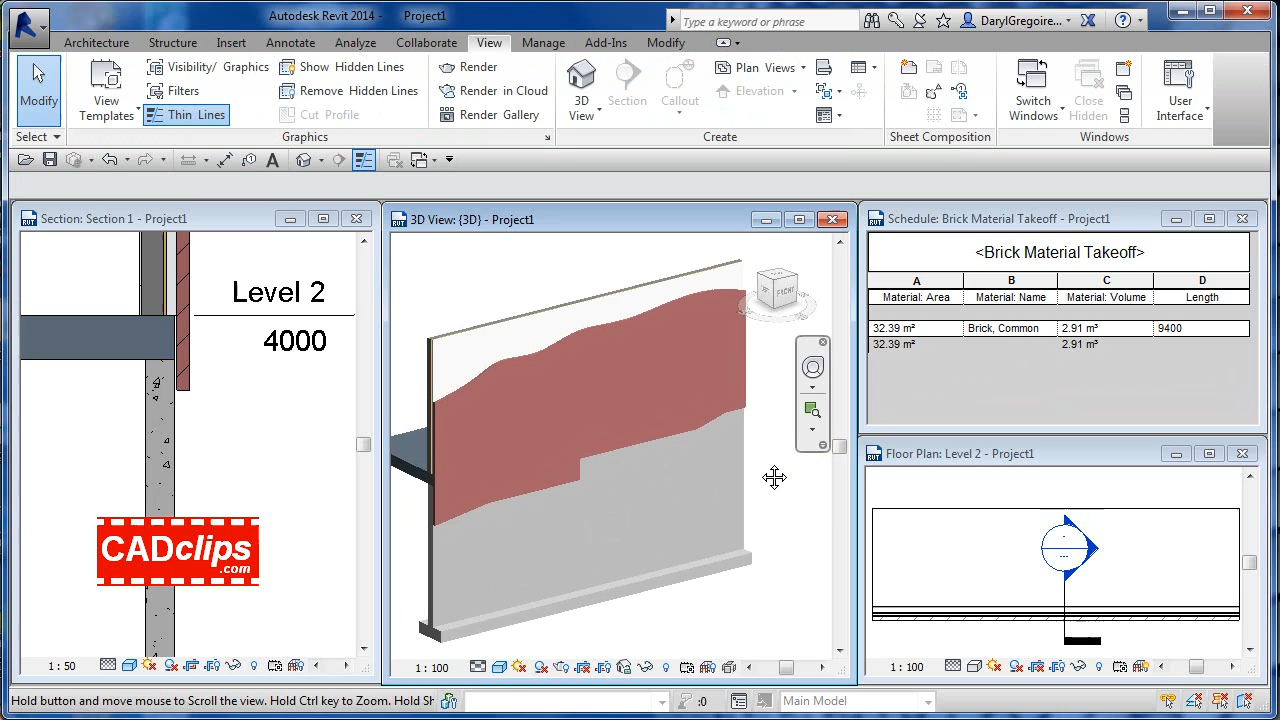 Autodesk Revit 2014 - Project1
Type a keyword or phrase
DarylGregoire...
Architecture Structure Insert Annotate Analyze Collaborate View Manage Add-Ins Modify
Modify
View Templates
Visibility/ Graphics
Filters
Thin Lines
Show Hidden Lines
Remove Hidden Lines
Cut Profile
Render
Render in Cloud
Render Gallery
3D View
Section
Callout
Plan Views
Elevation
Switch Windows
Close Hidden
User Interface
Select
Graphics
Create
Sheet Composition
Windows
Section: Section 1 - Project1
Level 2
4000
CADclips
.com
1 : 50
3D View: {3D} - Project1
FRONT
1 : 100
Schedule: Brick Material Takeoff - Project1
<Brick Material Takeoff>
A B C D
Material: Area Material: Name Material: Volume Length
32.39 m² Brick, Common 2.91 m³ 9400
32.39 m² 2.91 m³
Floor Plan: Level 2 - Project1
1 : 100
Hold button and move mouse to Scroll the view. Hold Ctrl key to Zoom. Hold Sh
:0
Main Model